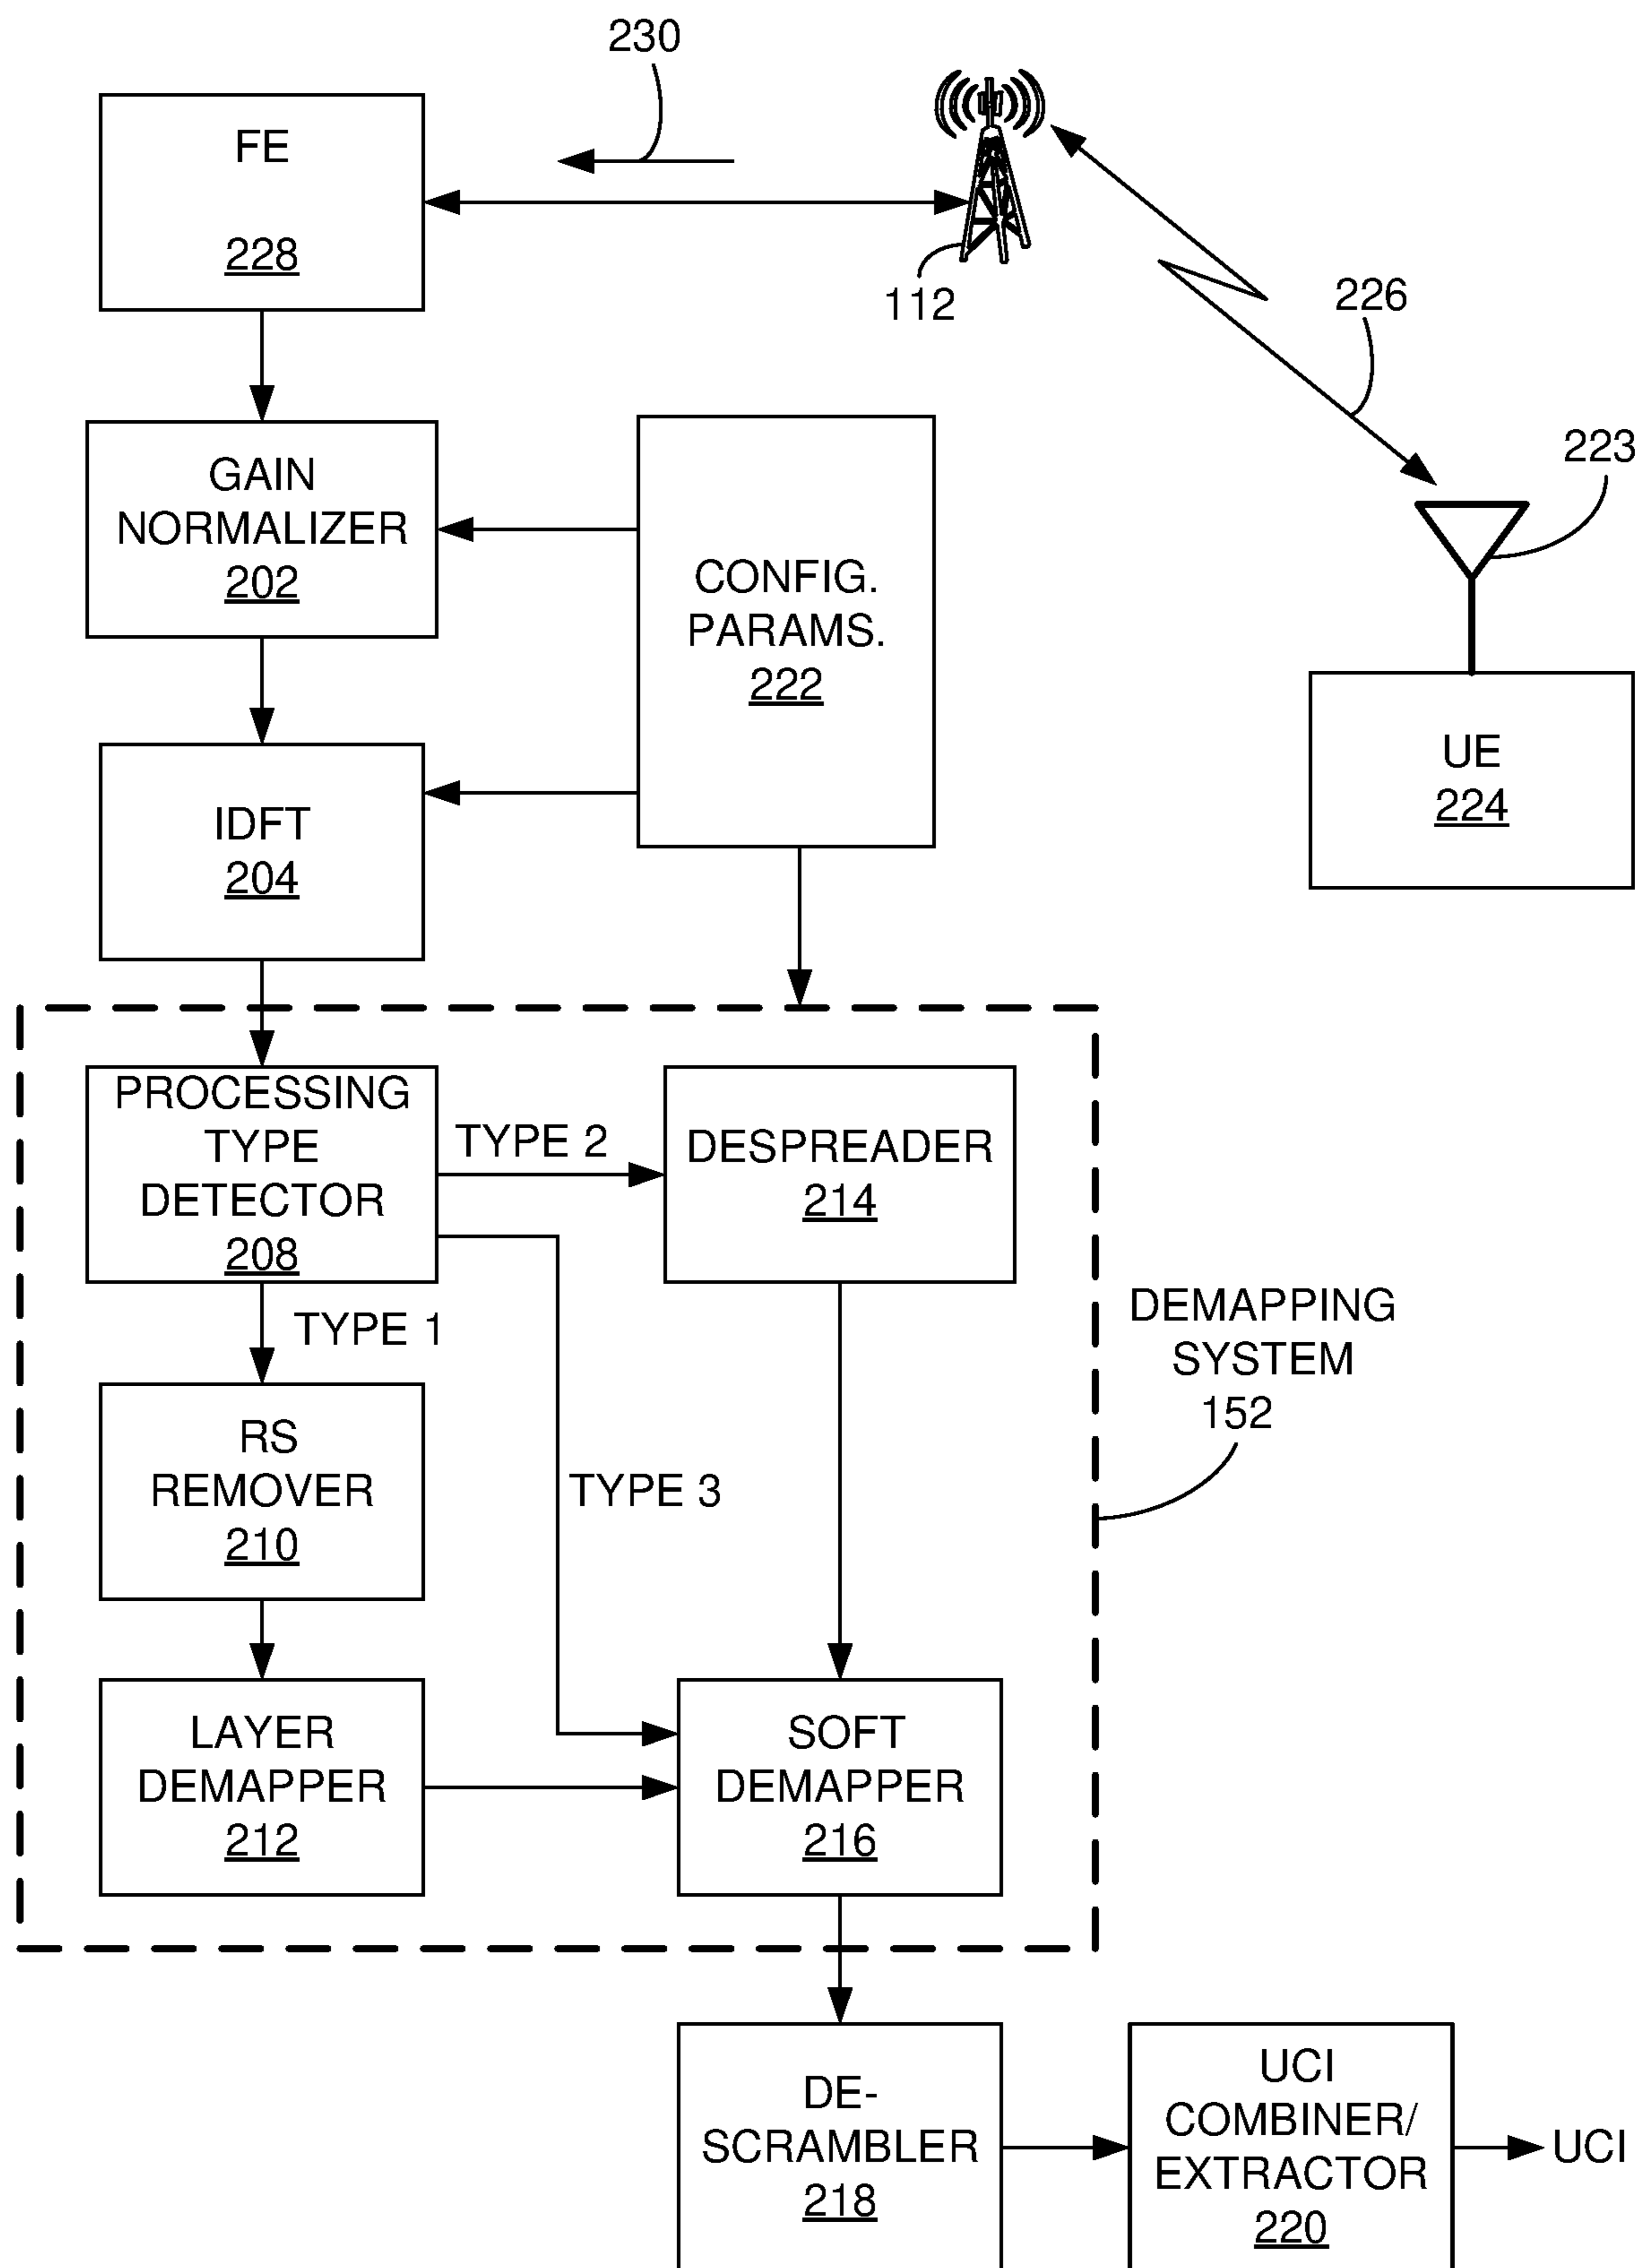 230
FE
228
112
226
223
GAIN
NORMALIZER
202
CONFIG.
PARAMS.
222
UE
224
IDFT
204
PROCESSING
TYPE
DETECTOR
208
TYPE 2
DESPREADER
214
TYPE 1
DEMAPPING
SYSTEM
152
RS
REMOVER
210
TYPE 3
LAYER
DEMAPPER
212
SOFT
DEMAPPER
216
DE-
SCRAMBLER
218
UCI
COMBINER/
EXTRACTOR
220
UCI